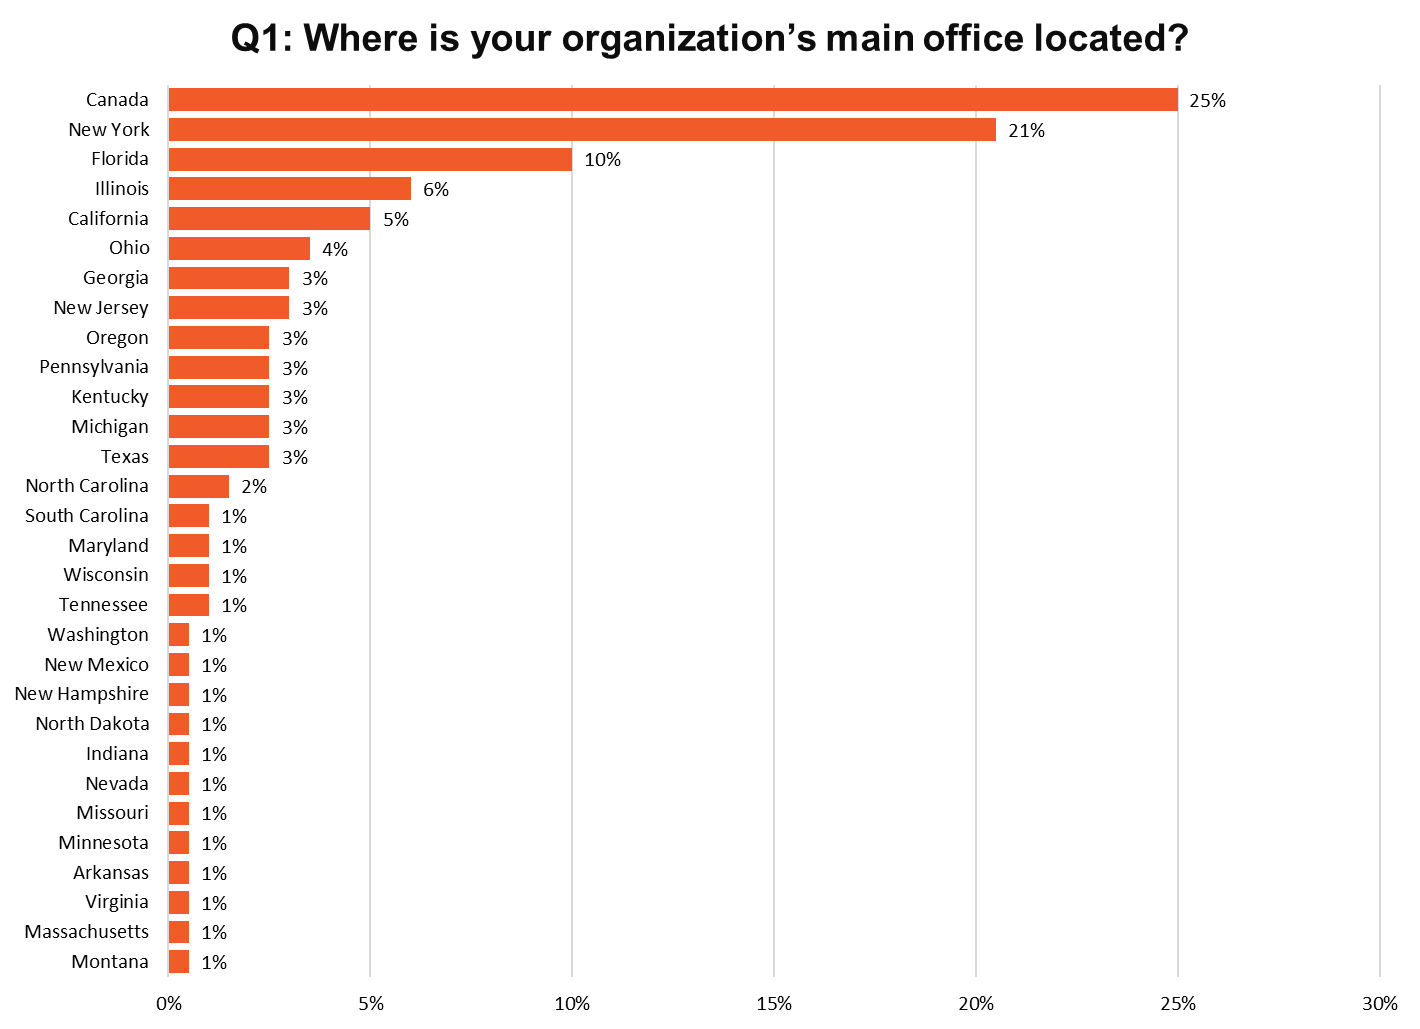 Q1: Where is your organization’s main office located?
Canada 25%
New York 21%
Florida 10%
Illinois 6%
California 5%
Ohio 4%
Georgia 3%
New Jersey 3%
Oregon 3%
Pennsylvania 3%
Kentucky 3%
Michigan 3%
Texas 3%
North Carolina 2%
South Carolina 1%
Maryland 1%
Wisconsin 1%
Tennessee 1%
Washington 1%
New Mexico 1%
New Hampshire 1%
North Dakota 1%
Indiana 1%
Nevada 1%
Missouri 1%
Minnesota 1%
Arkansas 1%
Virginia 1%
Massachusetts 1%
Montana 1%
0% 5% 10% 15% 20% 25% 30%